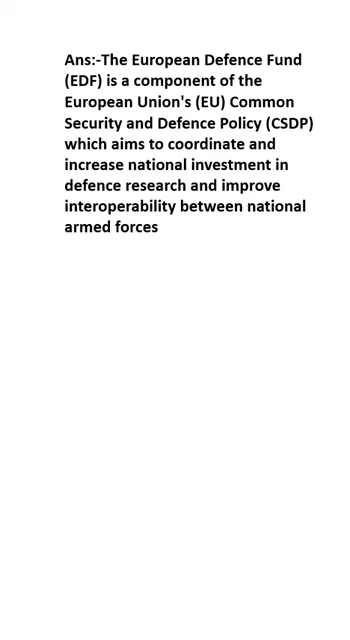 Ans:-The European Defence Fund
(EDF) is a component of the
European Union's (EU) Common
Security and Defence Policy (CSDP)
which aims to coordinate and
increase national investment in
defence research and improve
interoperability between national
armed forces